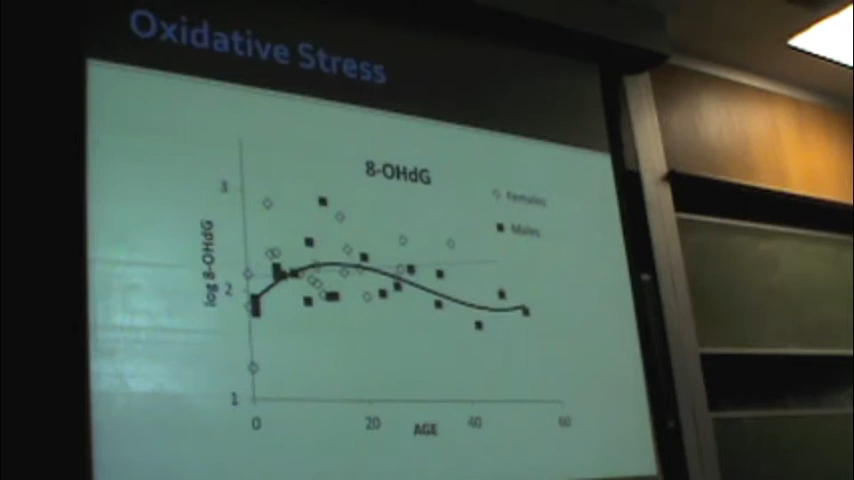 Oxidative Stress
8-OHdG
Females
Males
log 8-OHdG
3
2
1
0
20
40
60
AGE